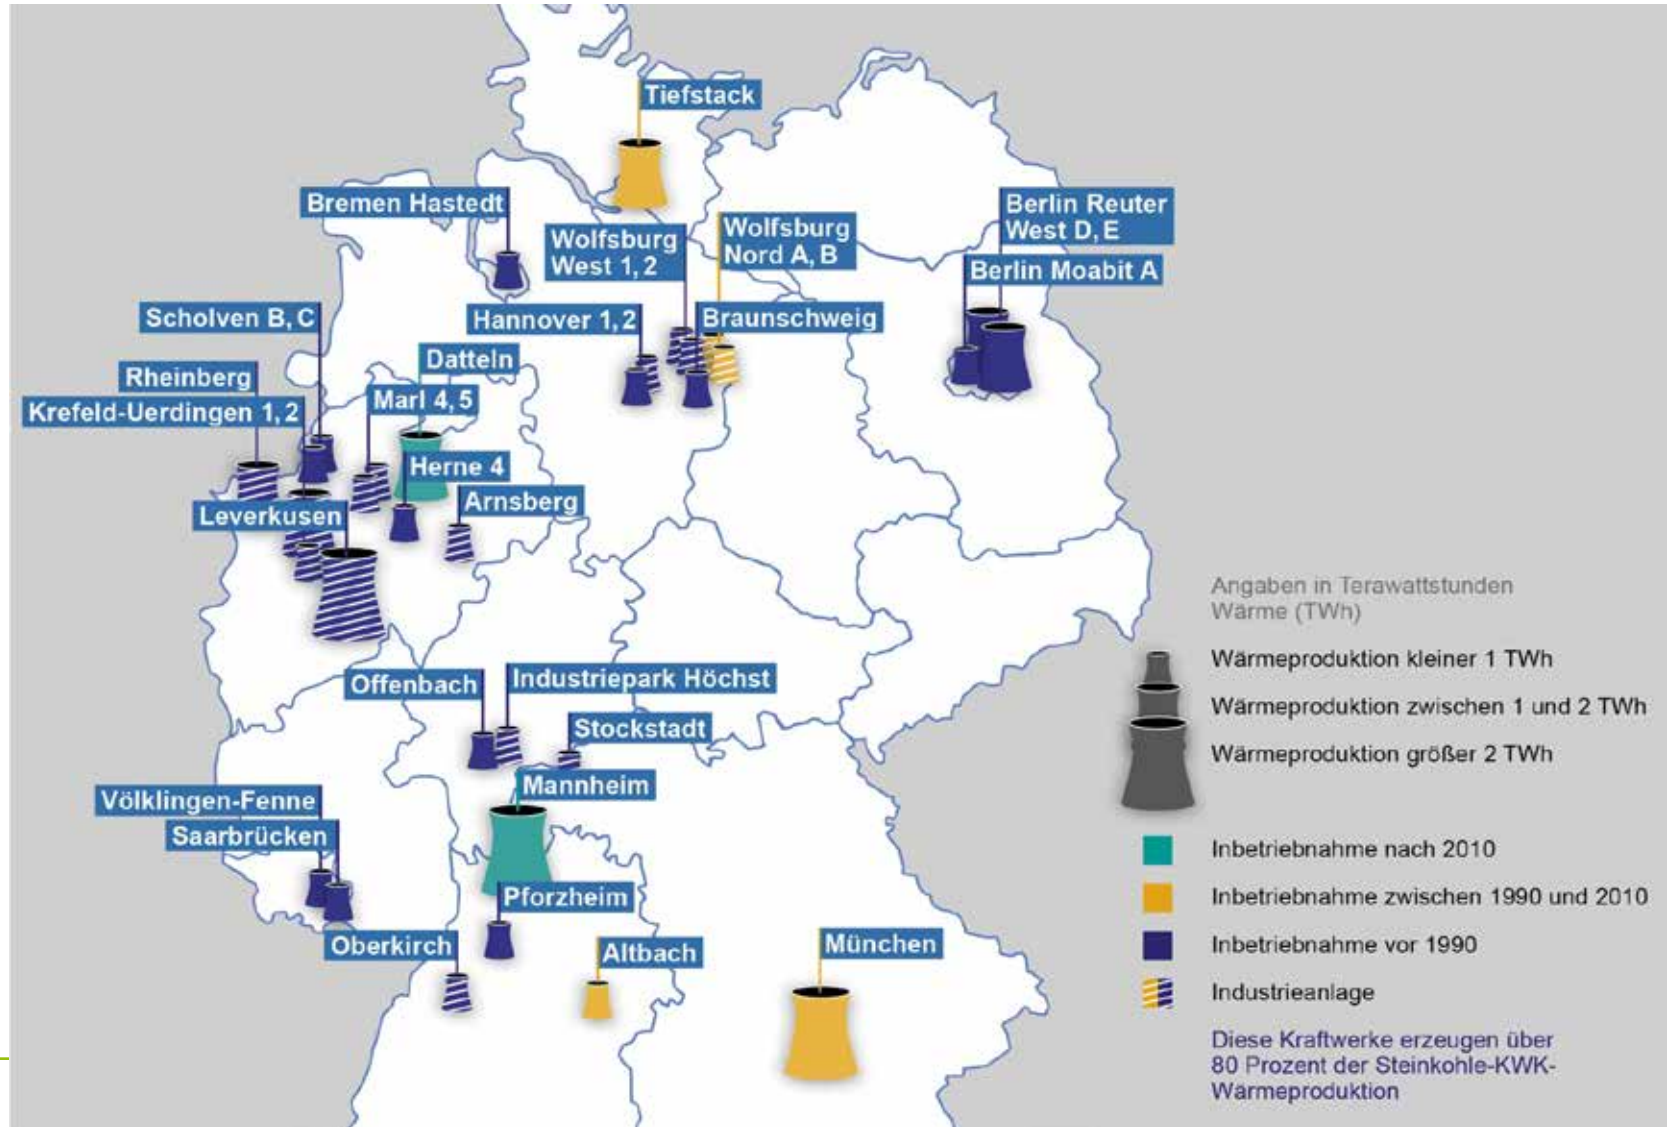 Tiefstack
Bremen Hastedt
Wolfsburg
West 1, 2
Wolfsburg
Nord A, B
Berlin Reuter
West D, E
Berlin Moabit A
Scholven B, C
Hannover 1, 2
Braunschweig
Datteln
Rheinberg
Marl 4, 5
Krefeld-Uerdingen 1, 2
Herne 4
Arnsberg
Leverkusen
Angaben in Terawattstunden
Wärme (TWh)
Wärmeproduktion kleiner 1 TWh
Wärmeproduktion zwischen 1 und 2 TWh
Wärmeproduktion größer 2 TWh
Offenbach
Industriepark Höchst
Stockstadt
Mannheim
Völklingen-Fenne
Saarbrücken
Pforzheim
Oberkirch
Altbach
München
Inbetriebnahme nach 2010
Inbetriebnahme zwischen 1990 und 2010
Inbetriebnahme vor 1990
Industrieanlage
Diese Kraftwerke erzeugen über
80 Prozent der Steinkohle-KWK-
Wärmeproduktion